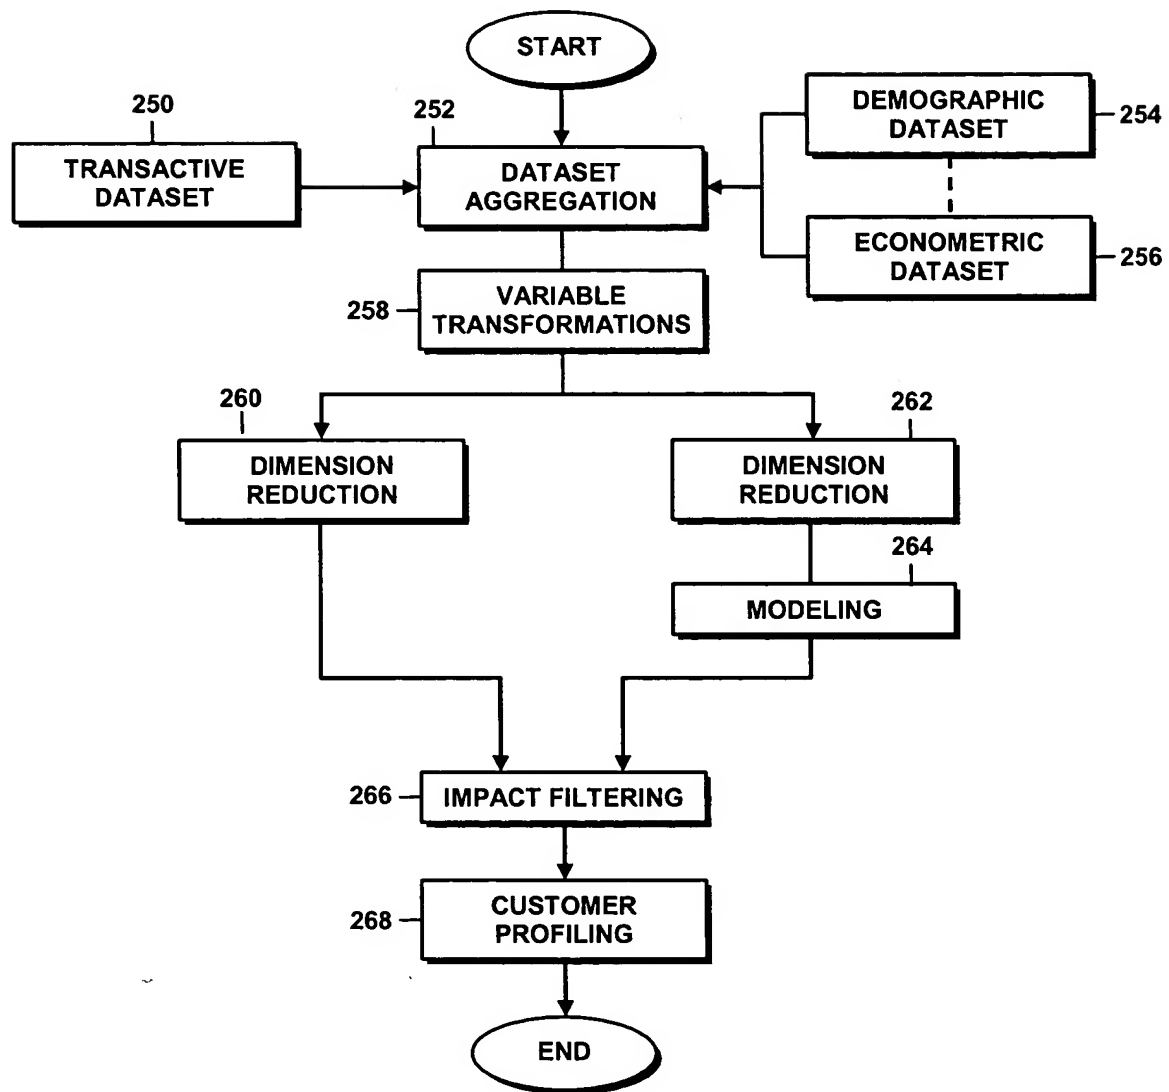 START
250
252
TRANSACTIVE
DATASET
DATASET
AGGREGATION
DEMOGRAPHIC
DATASET
254
ECONOMETRIC
DATASET
256
258
VARIABLE
TRANSFORMATIONS
260
DIMENSION
REDUCTION
262
DIMENSION
REDUCTION
264
MODELING
266
IMPACT FILTERING
268
CUSTOMER
PROFILING
END